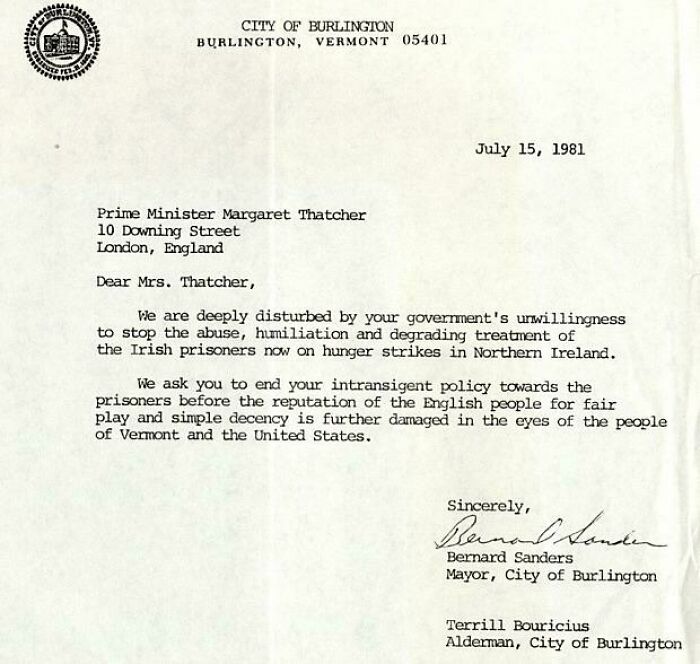 CITY OF BURLINGTON
BURLINGTON, VERMONT 05401
July 15, 1981
Prime Minister Margaret Thatcher
10 Downing Street
London, England
Dear Mrs. Thatcher,
We are deeply disturbed by your government's unwillingness
to stop the abuse, humiliation and degrading treatment of
the Irish prisoners now on hunger strikes in Northern Ireland.
We ask you to end your intransigent policy towards the
prisoners before the reputation of the English people for fair
play and simple decency is further damaged in the eyes of the people
of Vermont and the United States.
Sincerely,
Bernard Sanders
Bernard Sanders
Mayor, City of Burlington
Terrill Bouricius
Alderman, City of Burlington